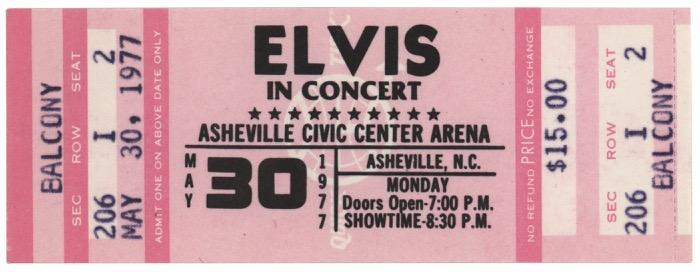 BALCONY
SEC 206 ROW I SEAT 2
MAY 30, 1977
ADMIT ONE ON ABOVE DATE ONLY
ELVIS
IN CONCERT
★★★★★★★★★★
ASHEVILLE CIVIC CENTER ARENA
MAY 30 1977
ASHEVILLE, N.C.
MONDAY
Doors Open-7:00 P.M.
SHOWTIME-8:30 P.M.
NO REFUND PRICE NO EXCHANGE
$15.00
SEC 206 ROW I SEAT 2
BALCONY